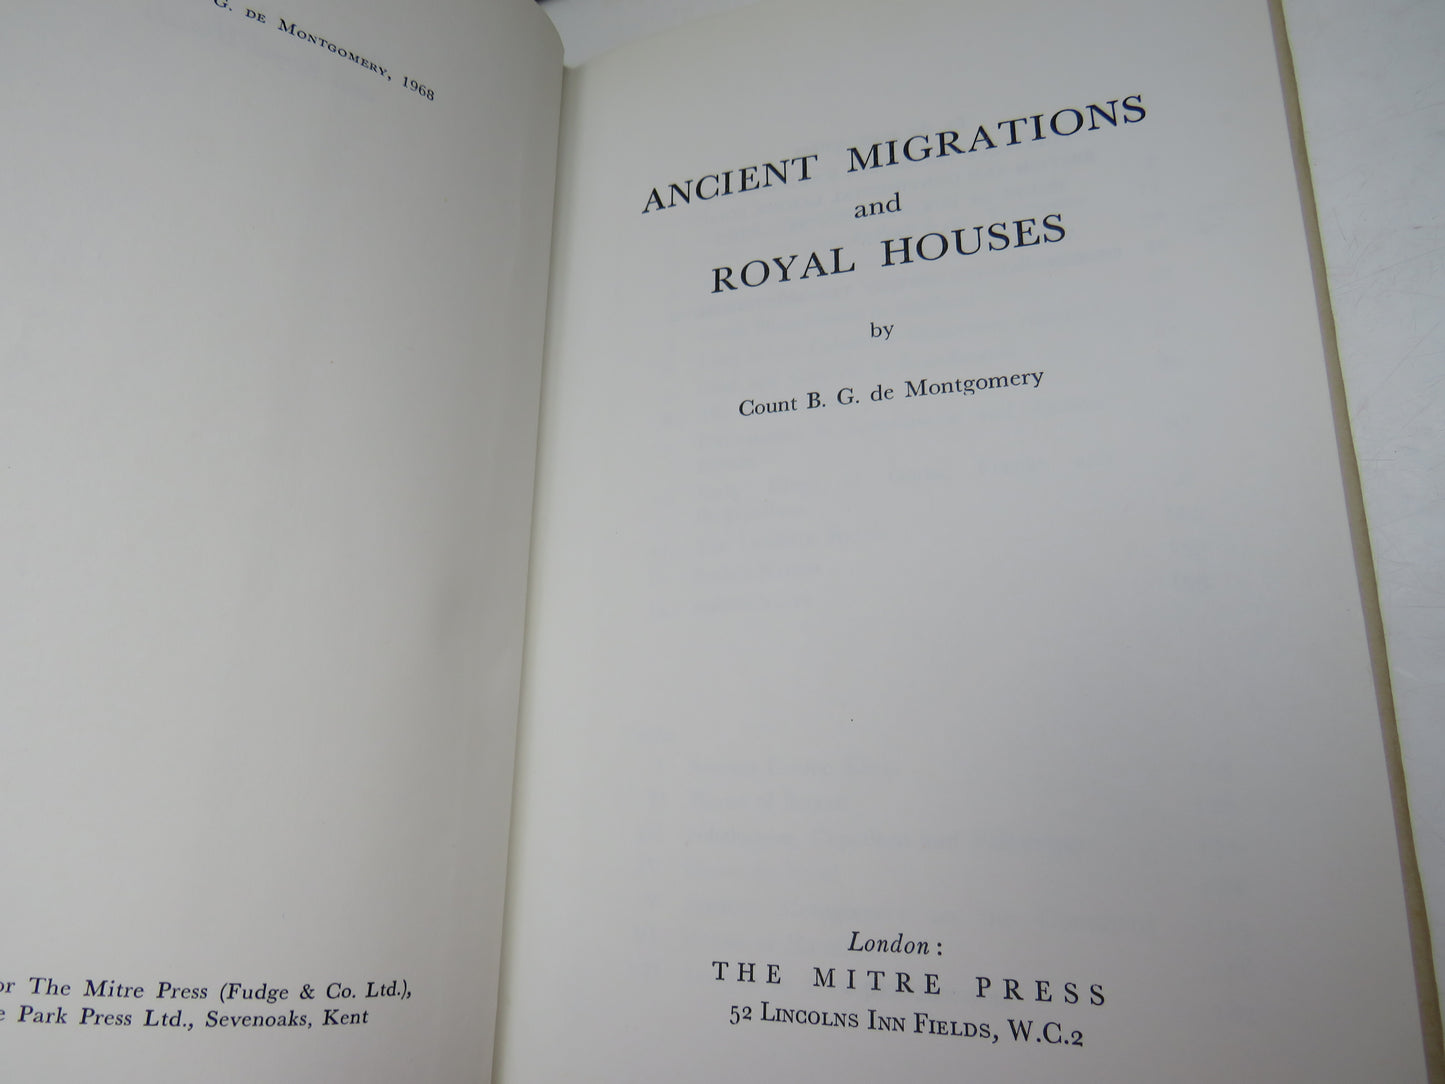 G. DE MONTGOMERY, 1968
or The Mitre Press (Fudge & Co. Ltd.),
e Park Press Ltd., Sevenoaks, Kent
ANCIENT MIGRATIONS
and
ROYAL HOUSES
by
Count B. G. de Montgomery
London:
THE MITRE PRESS
52 LINCOLNS INN FIELDS, W.C.2